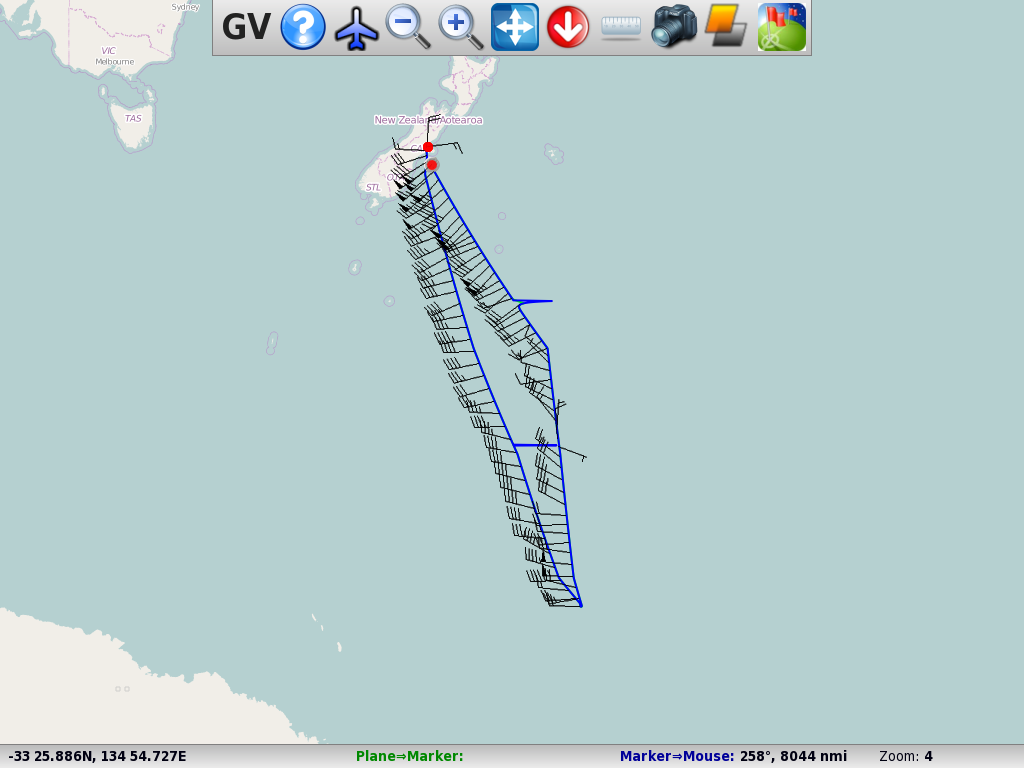 Sydney
GV
VIC
Melbourne
TAS
New Zealand/Aotearoa
STL
-33 25.886N, 134 54.727E
Plane⇒Marker:
Marker⇒Mouse: 258°, 8044 nmi
Zoom: 4